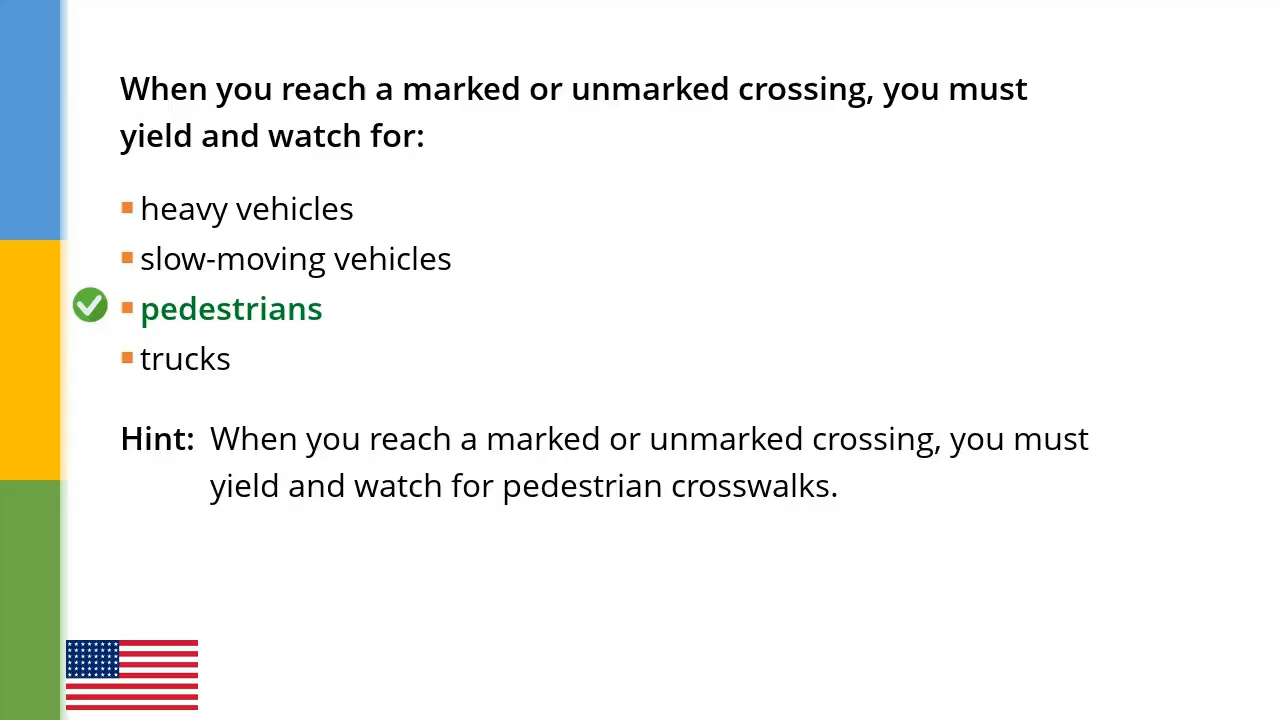 When you reach a marked or unmarked crossing, you must
yield and watch for:
heavy vehicles
slow-moving vehicles
pedestrians
trucks
Hint: When you reach a marked or unmarked crossing, you must
yield and watch for pedestrian crosswalks.